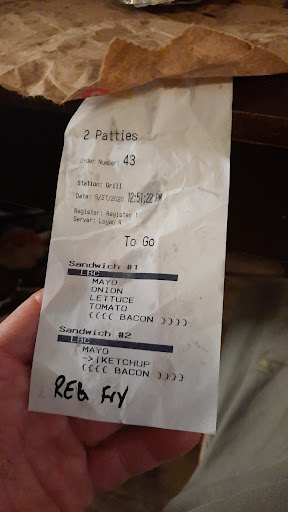 2 Patties
Order Number: 43
Station: Grill
Date: 5/27/2020 12:51:22 PM
Register: Register 1
Server: Logan A
To Go
Sandwich #1
LBC
MAYO
ONION
LETTUCE
TOMATO
(((( BACON ))))
Sandwich #2
LBC
MAYO
->|KETCHUP
(((( BACON ))))
REG FRY